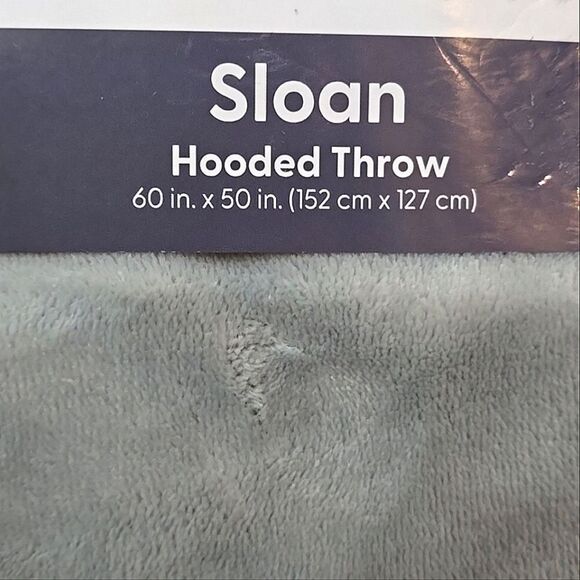 Sloan
Hooded Throw
60 in. x 50 in. (152 cm x 127 cm)